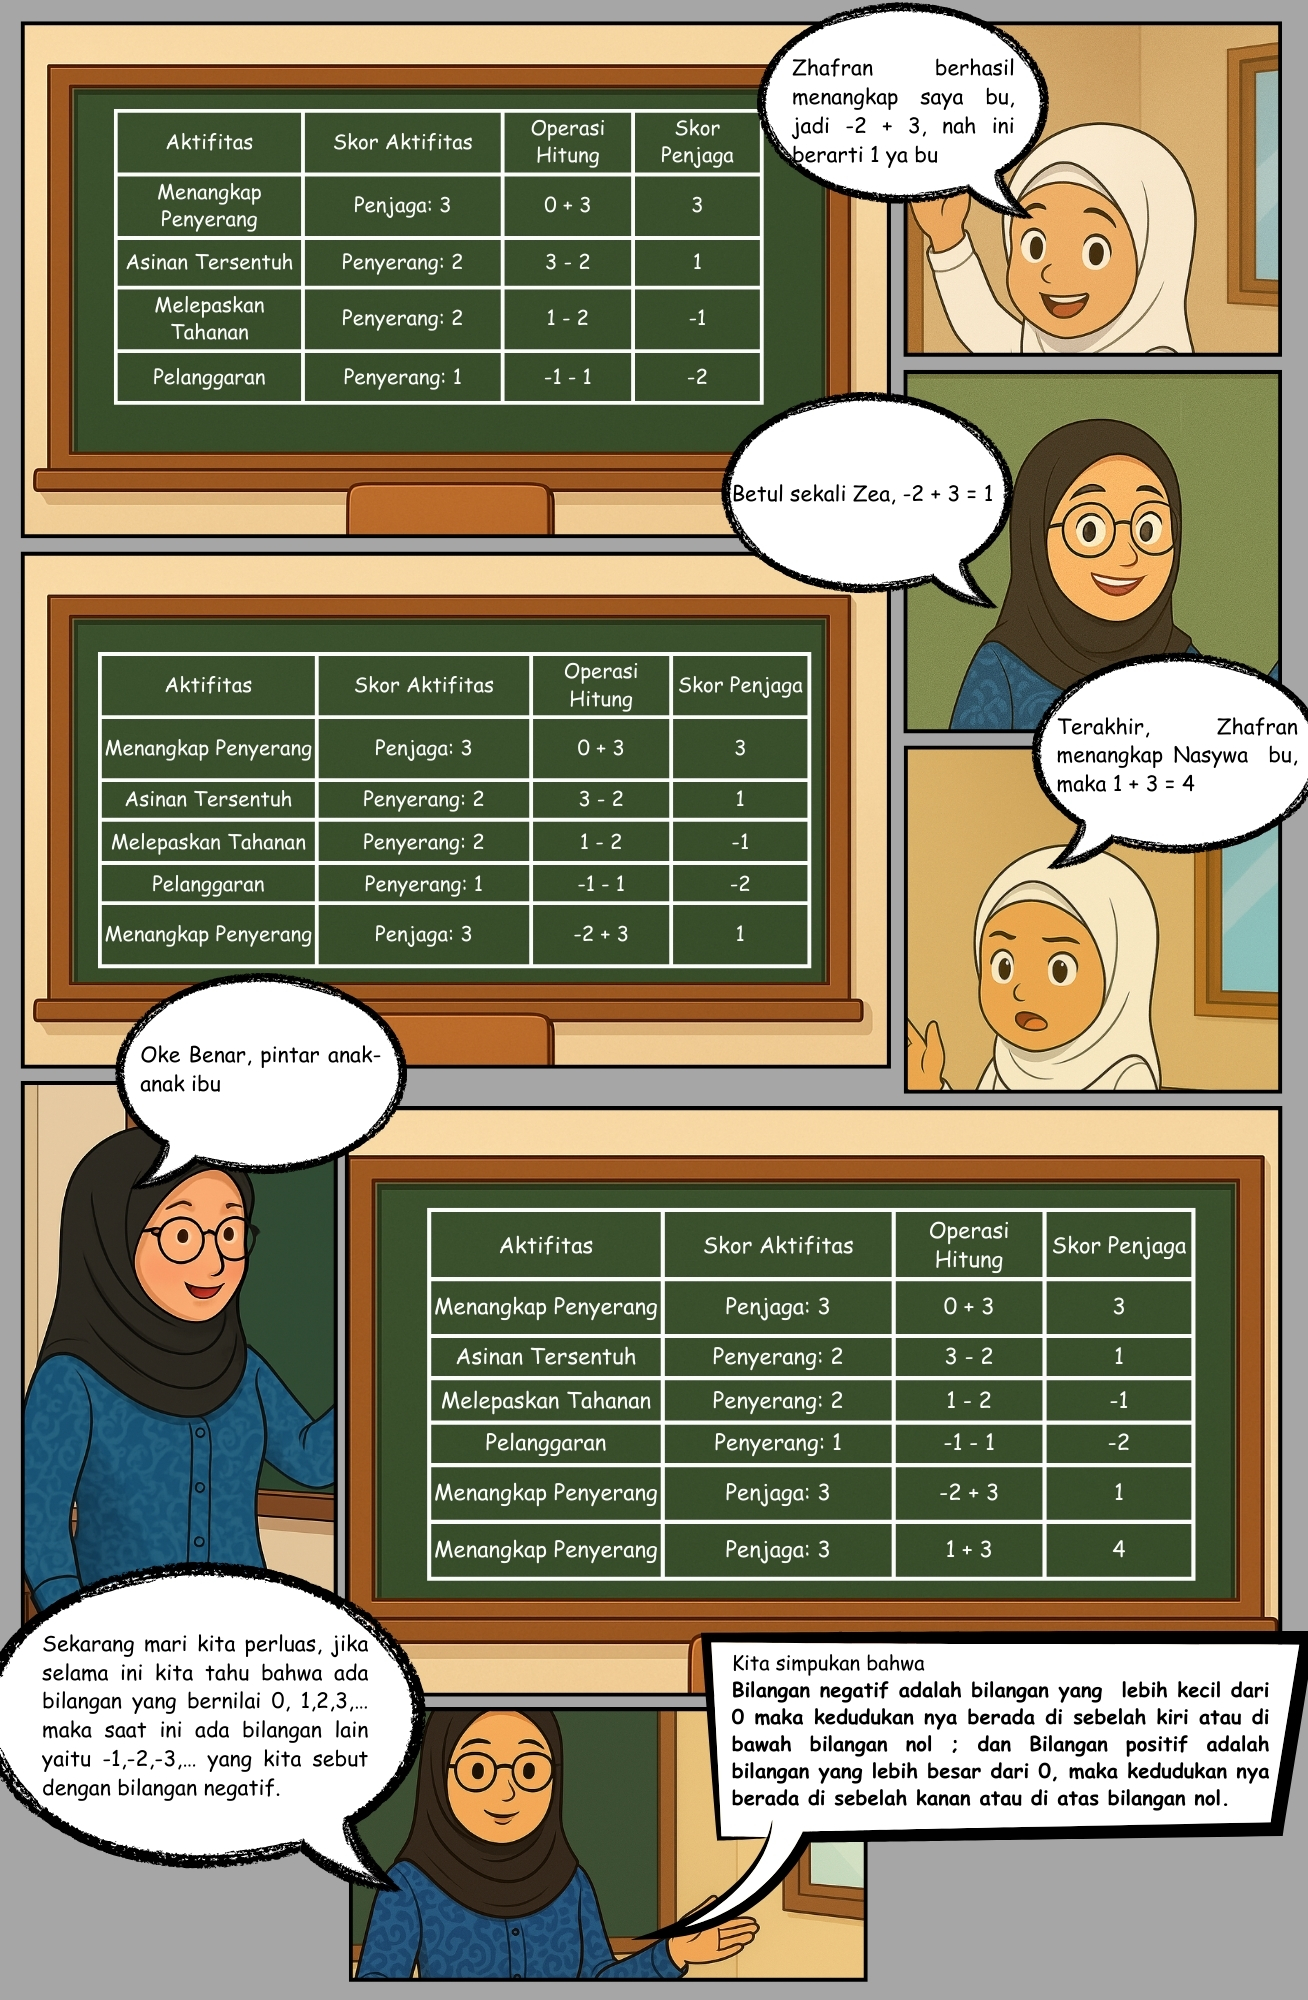 Aktifitas Skor Aktifitas Operasi Hitung Skor Penjaga
Menangkap Penyerang Penjaga: 3 0 + 3 3
Asinan Tersentuh Penyerang: 2 3 - 2 1
Melepaskan Tahanan Penyerang: 2 1 - 2 -1
Pelanggaran Penyerang: 1 -1 - 1 -2
Zhafran berhasil
menangkap saya bu,
jadi -2 + 3, nah ini
berarti 1 ya bu
Betul sekali Zea, -2 + 3 = 1
Aktifitas Skor Aktifitas Operasi Hitung Skor Penjaga
Menangkap Penyerang Penjaga: 3 0 + 3 3
Asinan Tersentuh Penyerang: 2 3 - 2 1
Melepaskan Tahanan Penyerang: 2 1 - 2 -1
Pelanggaran Penyerang: 1 -1 - 1 -2
Menangkap Penyerang Penjaga: 3 -2 + 3 1
Terakhir, Zhafran
menangkap Nasywa bu,
maka 1 + 3 = 4
Oke Benar, pintar anak-
anak ibu
Aktifitas Skor Aktifitas Operasi Hitung Skor Penjaga
Menangkap Penyerang Penjaga: 3 0 + 3 3
Asinan Tersentuh Penyerang: 2 3 - 2 1
Melepaskan Tahanan Penyerang: 2 1 - 2 -1
Pelanggaran Penyerang: 1 -1 - 1 -2
Menangkap Penyerang Penjaga: 3 -2 + 3 1
Menangkap Penyerang Penjaga: 3 1 + 3 4
Sekarang mari kita perluas, jika
selama ini kita tahu bahwa ada
bilangan yang bernilai 0, 1,2,3,...
maka saat ini ada bilangan lain
yaitu -1,-2,-3,... yang kita sebut
dengan bilangan negatif.
Kita simpukan bahwa
Bilangan negatif adalah bilangan yang lebih kecil dari
0 maka kedudukan nya berada di sebelah kiri atau di
bawah bilangan nol ; dan Bilangan positif adalah
bilangan yang lebih besar dari 0, maka kedudukan nya
berada di sebelah kanan atau di atas bilangan nol.